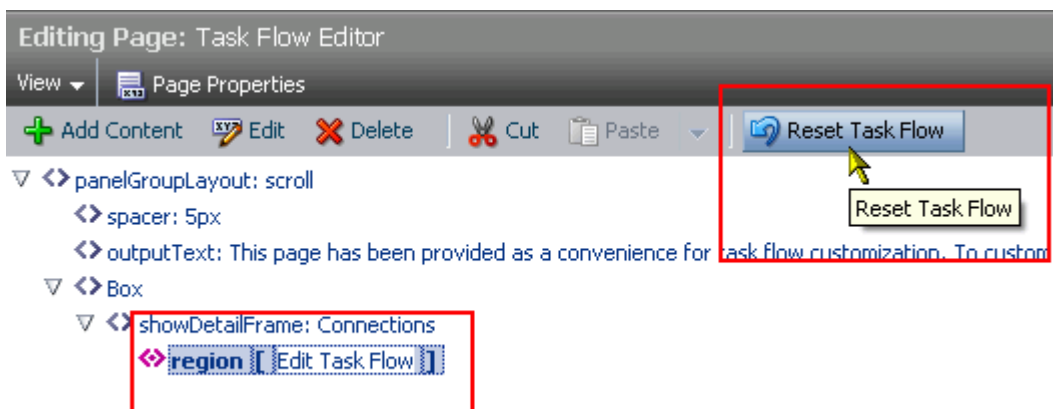 Editing Page: Task Flow Editor
View Page Properties
Add Content Edit Delete Cut Paste Reset Task Flow
panelGroupLayout: scroll
Reset Task Flow
spacer: 5px
outputText: This page has been provided as a convenience for task flow customization. To custom
Box
showDetailFrame: Connections
region [ Edit Task Flow ]